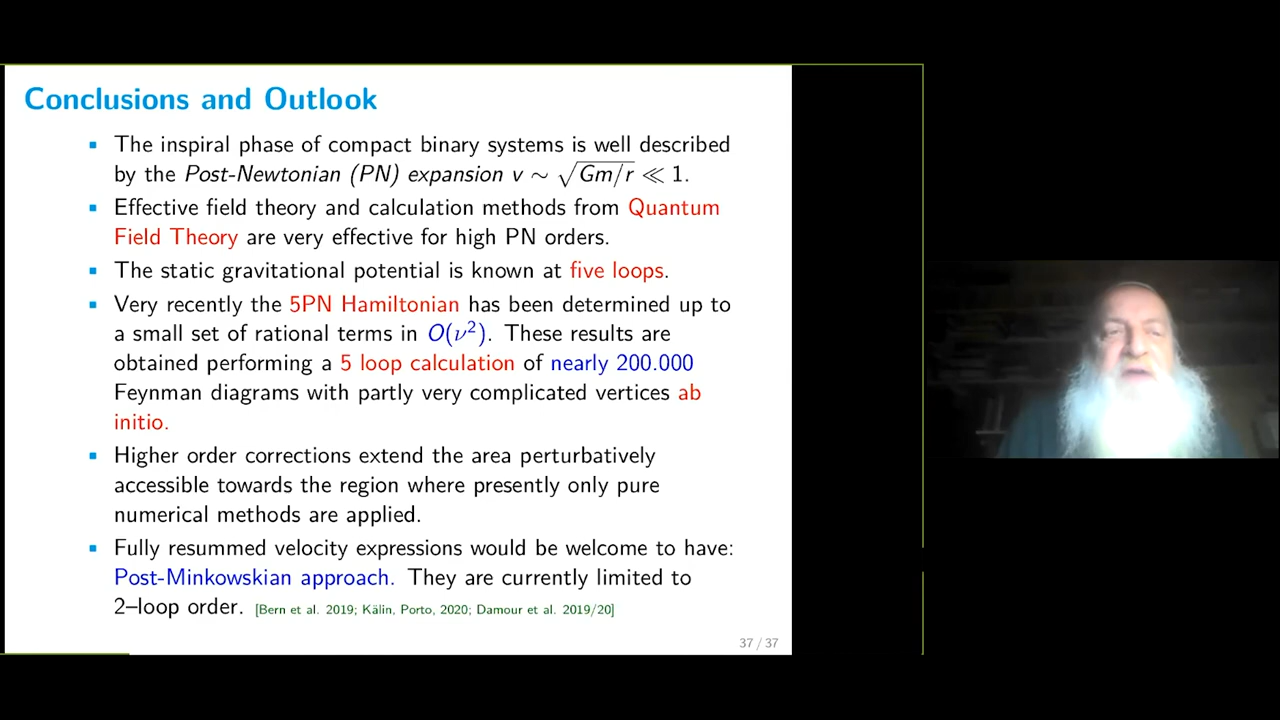 Conclusions and Outlook
▪ The inspiral phase of compact binary systems is well described
by the Post-Newtonian (PN) expansion v ∼ √Gm/r ≪ 1.
▪ Effective field theory and calculation methods from Quantum
Field Theory are very effective for high PN orders.
▪ The static gravitational potential is known at five loops.
▪ Very recently the 5PN Hamiltonian has been determined up to
a small set of rational terms in O(ν²). These results are
obtained performing a 5 loop calculation of nearly 200.000
Feynman diagrams with partly very complicated vertices ab
initio.
▪ Higher order corrections extend the area perturbatively
accessible towards the region where presently only pure
numerical methods are applied.
▪ Fully resummed velocity expressions would be welcome to have:
Post-Minkowskian approach. They are currently limited to
2–loop order. [Bern et al. 2019; Kälin, Porto, 2020; Damour et al. 2019/20]
37 / 37